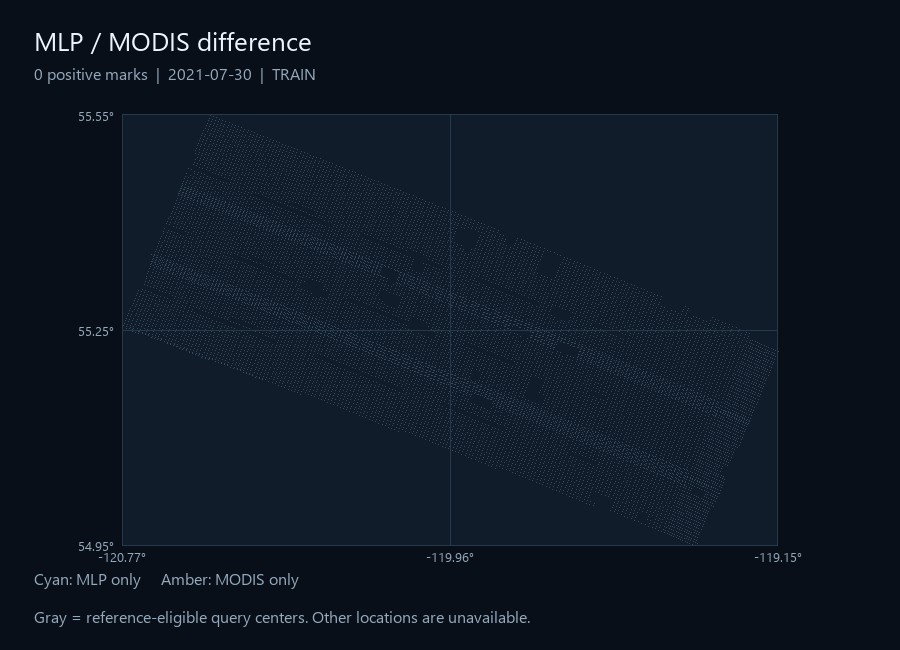 MLP / MODIS difference
0 positive marks | 2021-07-30 | TRAIN
55.55°
55.25°
54.95°
-120.77° -119.96° -119.15°
Cyan: MLP only Amber: MODIS only
Gray = reference-eligible query centers. Other locations are unavailable.